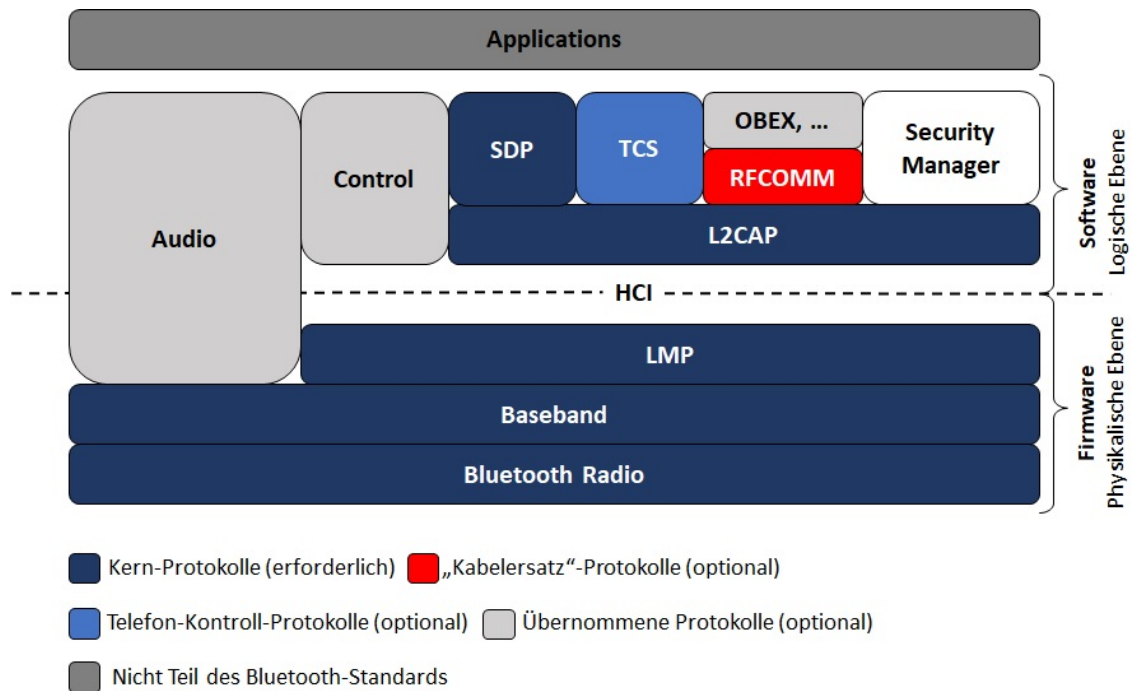 Applications
Audio
Control
SDP
TCS
OBEX, ...
RFCOMM
Security
Manager
L2CAP
HCI
LMP
Baseband
Bluetooth Radio
Software
Logische Ebene
Firmware
Physikalische Ebene
Kern-Protokolle (erforderlich)
„Kabelersatz“-Protokolle (optional)
Telefon-Kontroll-Protokolle (optional)
Übernommene Protokolle (optional)
Nicht Teil des Bluetooth-Standards